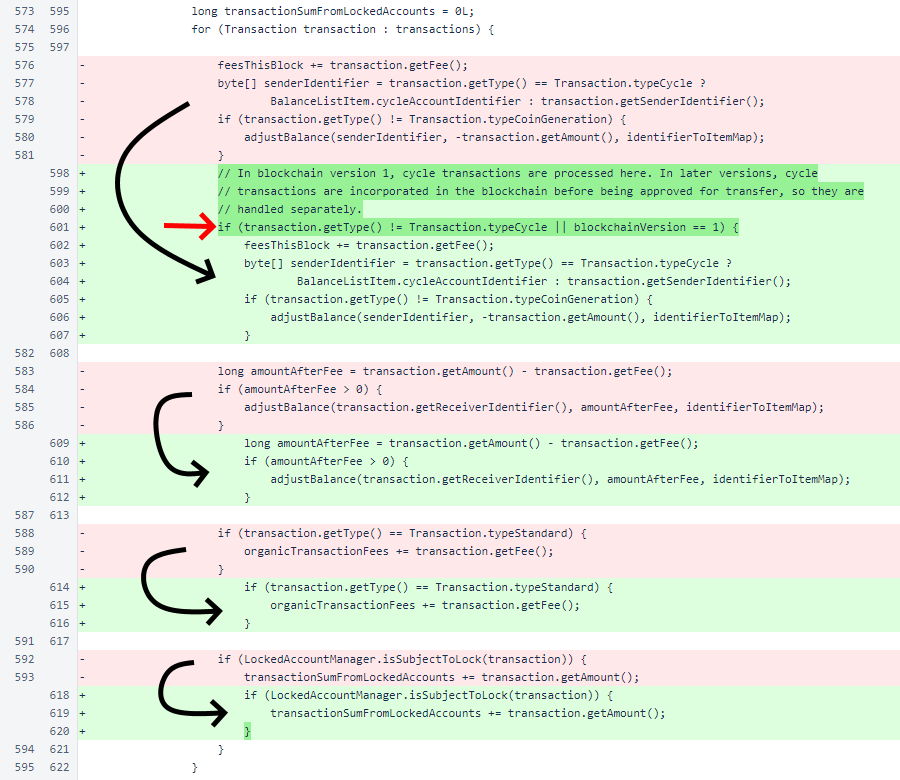 573 595 long transactionSumFromLockedAccounts = 0L;
574 596 for (Transaction transaction : transactions) {
575 597
576 - feesThisBlock += transaction.getFee();
577 - byte[] senderIdentifier = transaction.getType() == Transaction.typeCycle ?
578 - BalanceListItem.cycleAccountIdentifier : transaction.getSenderIdentifier();
579 - if (transaction.getType() != Transaction.typeCoinGeneration) {
580 - adjustBalance(senderIdentifier, -transaction.getAmount(), identifierToItemMap);
581 - }
598 + // In blockchain version 1, cycle transactions are processed here. In later versions, cycle
599 + // transactions are incorporated in the blockchain before being approved for transfer, so they are
600 + // handled separately.
601 + if (transaction.getType() != Transaction.typeCycle || blockchainVersion == 1) {
602 + feesThisBlock += transaction.getFee();
603 + byte[] senderIdentifier = transaction.getType() == Transaction.typeCycle ?
604 + BalanceListItem.cycleAccountIdentifier : transaction.getSenderIdentifier();
605 + if (transaction.getType() != Transaction.typeCoinGeneration) {
606 + adjustBalance(senderIdentifier, -transaction.getAmount(), identifierToItemMap);
607 + }
582 608
583 - long amountAfterFee = transaction.getAmount() - transaction.getFee();
584 - if (amountAfterFee > 0) {
585 - adjustBalance(transaction.getReceiverIdentifier(), amountAfterFee, identifierToItemMap);
586 - }
609 + long amountAfterFee = transaction.getAmount() - transaction.getFee();
610 + if (amountAfterFee > 0) {
611 + adjustBalance(transaction.getReceiverIdentifier(), amountAfterFee, identifierToItemMap);
612 + }
587 613
588 - if (transaction.getType() == Transaction.typeStandard) {
589 - organicTransactionFees += transaction.getFee();
590 - }
614 + if (transaction.getType() == Transaction.typeStandard) {
615 + organicTransactionFees += transaction.getFee();
616 + }
591 617
592 - if (LockedAccountManager.isSubjectToLock(transaction)) {
593 - transactionSumFromLockedAccounts += transaction.getAmount();
618 + if (LockedAccountManager.isSubjectToLock(transaction)) {
619 + transactionSumFromLockedAccounts += transaction.getAmount();
620 + }
594 621 }
595 622 }